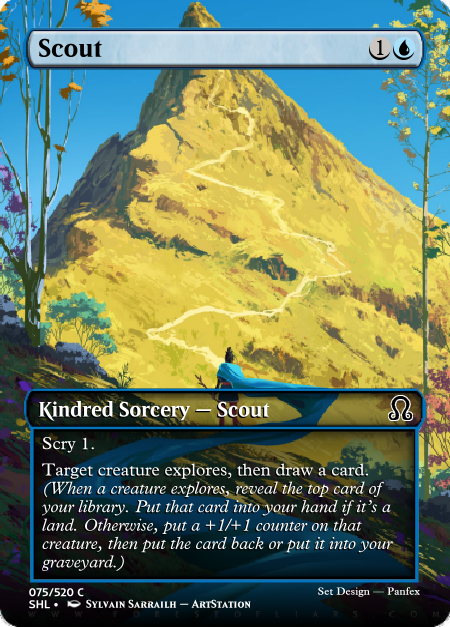 Scout 1
Kindred Sorcery — Scout
Scry 1.
Target creature explores, then draw a card.
(When a creature explores, reveal the top card of
your library. Put that card into your hand if it's a
land. Otherwise, put a +1/+1 counter on that
creature, then put the card back or put it into your
graveyard.)
075/520 C Set Design — Panfex
SHL • Sylvain Sarrailh — ArtStation